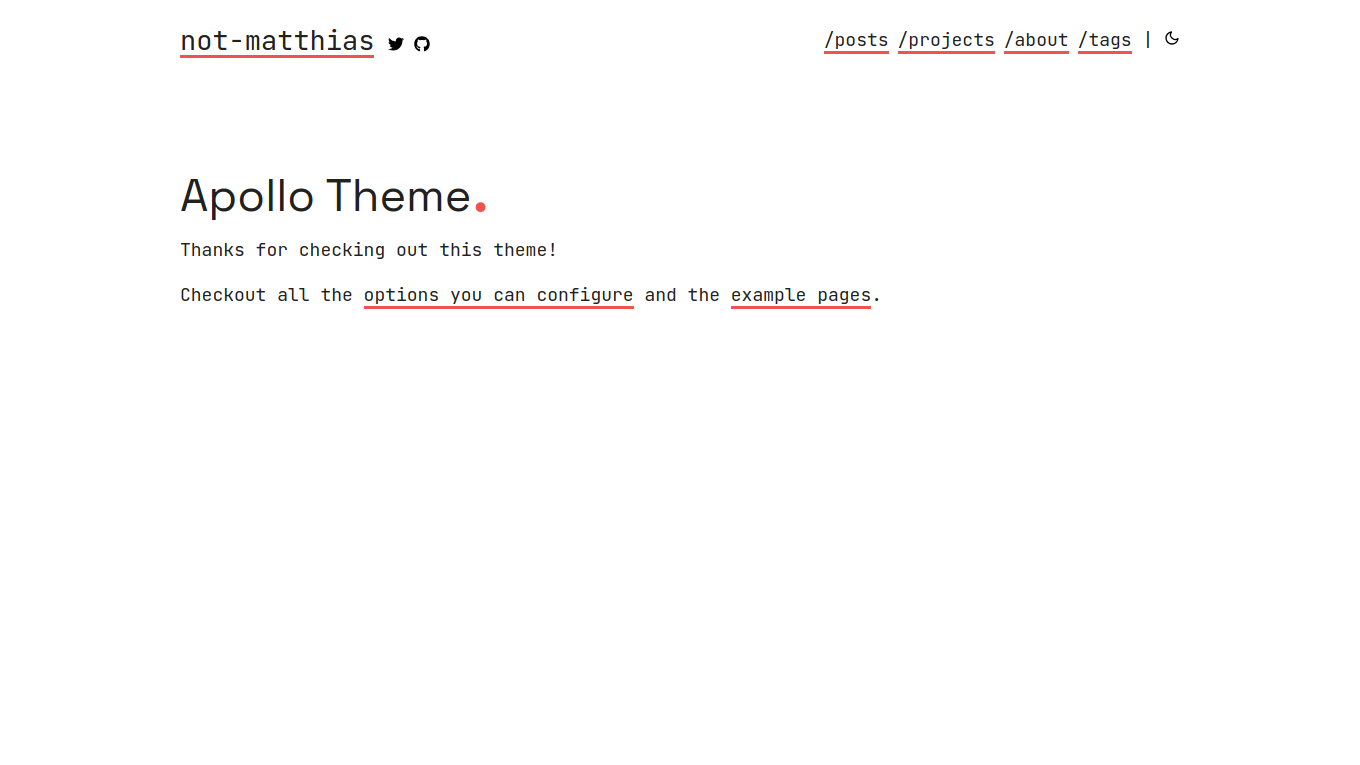 not-matthias
/posts /projects /about /tags |
Apollo Theme.
Thanks for checking out this theme!
Checkout all the options you can configure and the example pages.